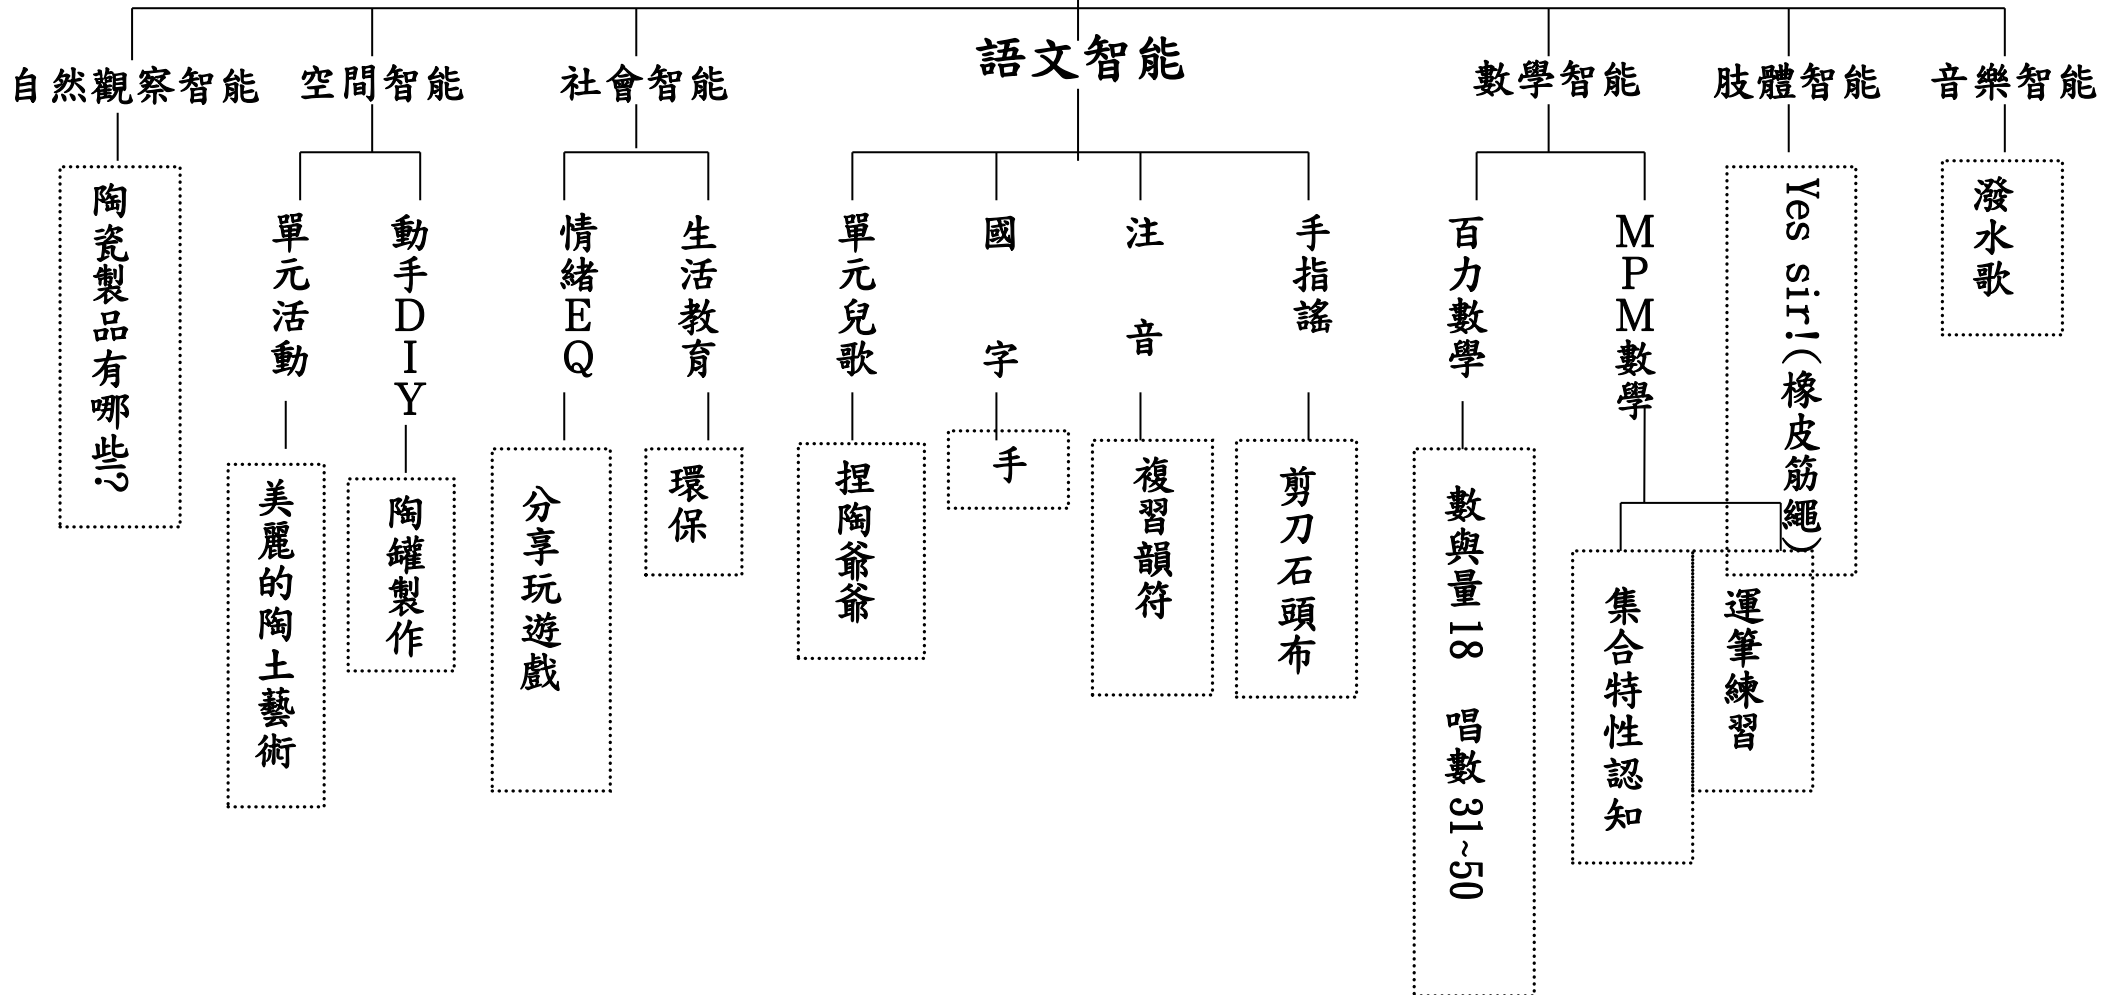 自然觀察智能
空間智能
社會智能
語文智能
數學智能
肢體智能
音樂智能
陶瓷製品有哪些?
單元活動
動手DIY
情緒EQ
生活教育
單元兒歌
國字
注音
手指謠
百力數學
MPM數學
Yes sir!(橡皮筋繩)
潑水歌
美麗的陶土藝術
陶罐製作
分享玩遊戲
環保
捏陶爺爺
手
複習韻符
剪刀石頭布
數與量18 唱數31~50
集合特性認知
運筆練習